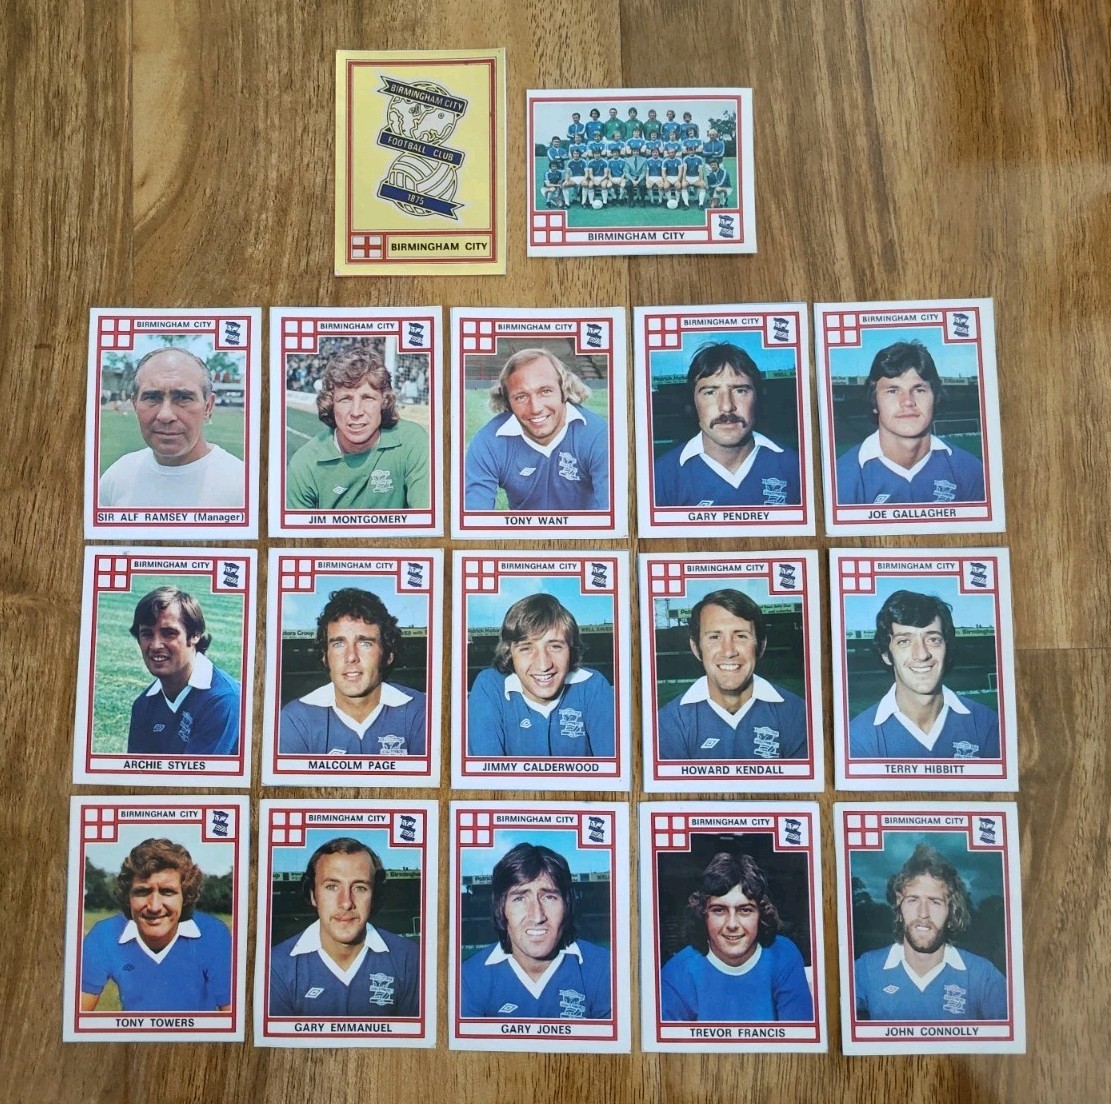 BIRMINGHAM CITY
FOOTBALL CLUB
1875
BIRMINGHAM CITY
BIRMINGHAM CITY
BIRMINGHAM CITY
SIR ALF RAMSEY (Manager)
BIRMINGHAM CITY
JIM MONTGOMERY
BIRMINGHAM CITY
TONY WANT
BIRMINGHAM CITY
GARY PENDREY
BIRMINGHAM CITY
JOE GALLAGHER
BIRMINGHAM CITY
ARCHIE STYLES
BIRMINGHAM CITY
MALCOLM PAGE
BIRMINGHAM CITY
JIMMY CALDERWOOD
BIRMINGHAM CITY
HOWARD KENDALL
BIRMINGHAM CITY
TERRY HIBBITT
BIRMINGHAM CITY
TONY TOWERS
BIRMINGHAM CITY
GARY EMMANUEL
BIRMINGHAM CITY
GARY JONES
BIRMINGHAM CITY
TREVOR FRANCIS
BIRMINGHAM CITY
JOHN CONNOLLY